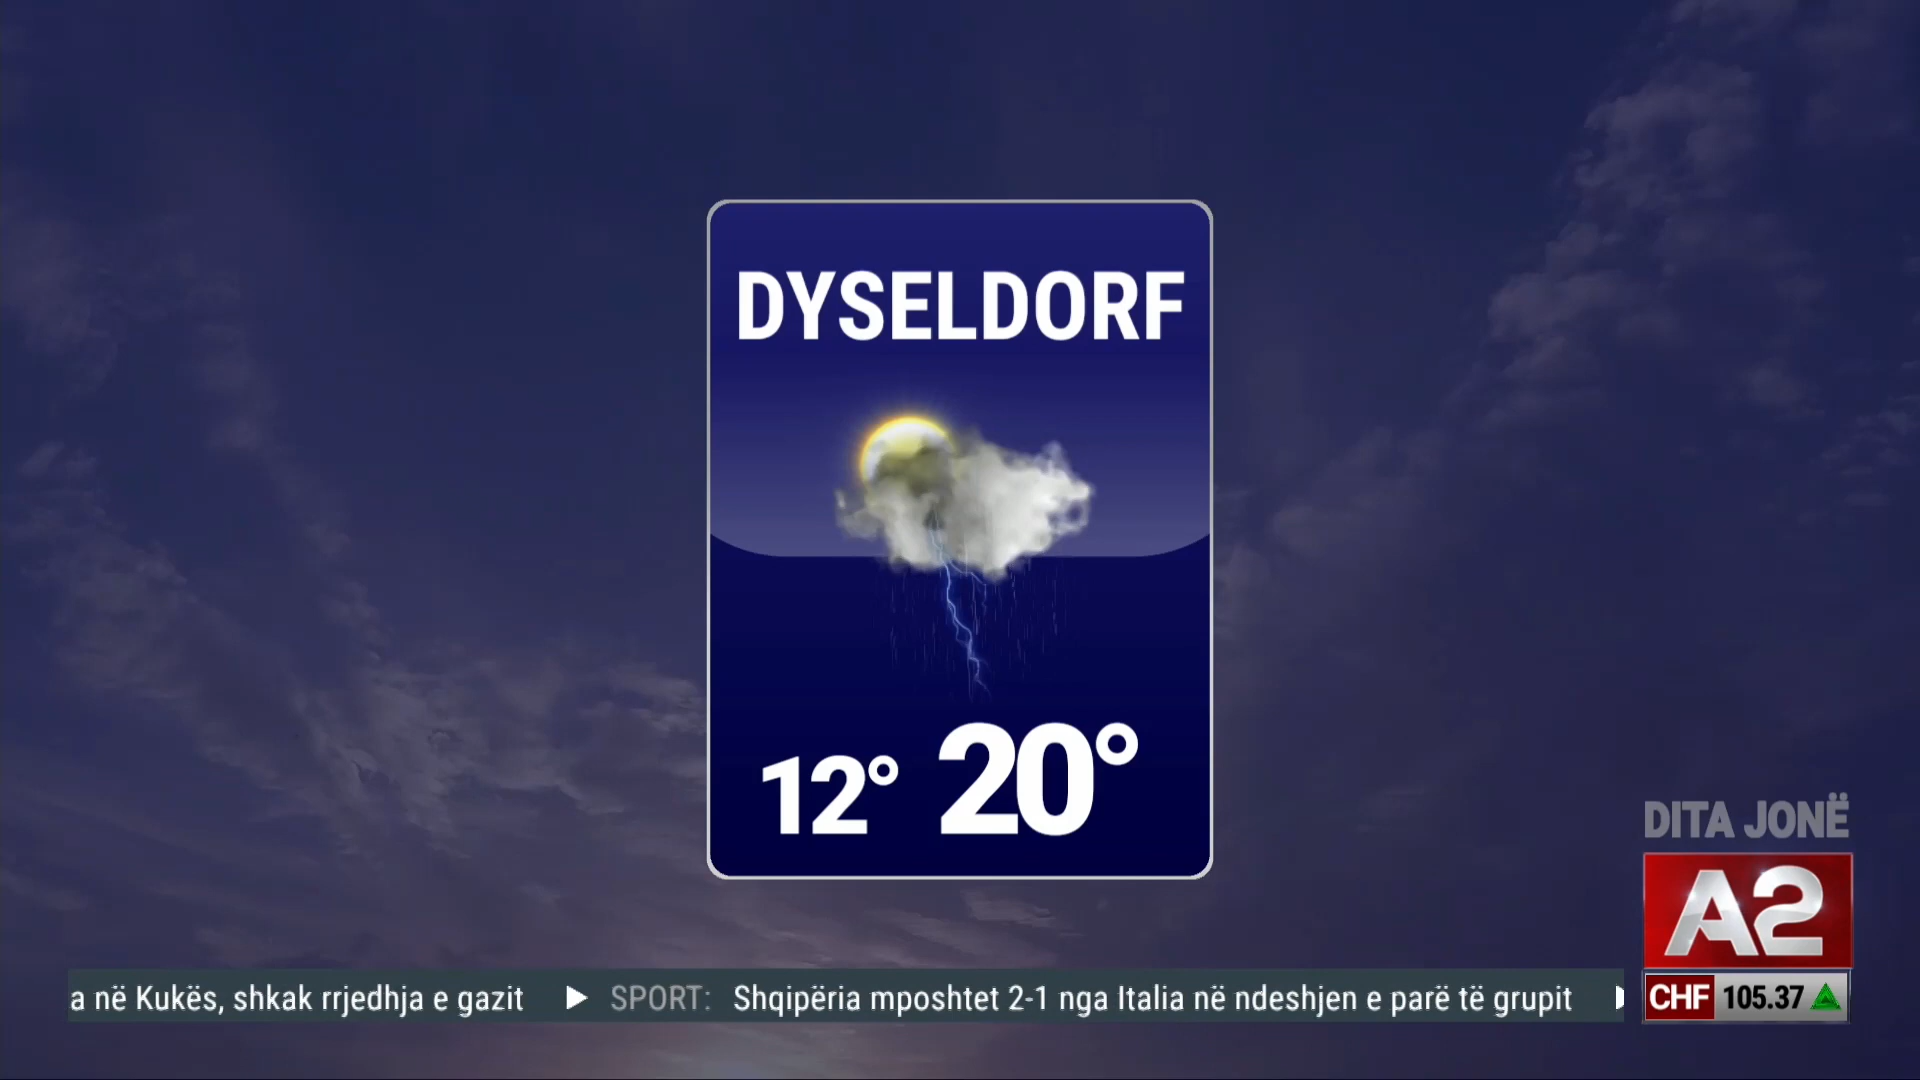 DYSELDORF
12° 20°
DITA JONË
A2
a në Kukës, shkak rrjedhja e gazit SPORT: Shqipëria mposhtet 2-1 nga Italia në ndeshjen e parë të grupit
CHF 105.37